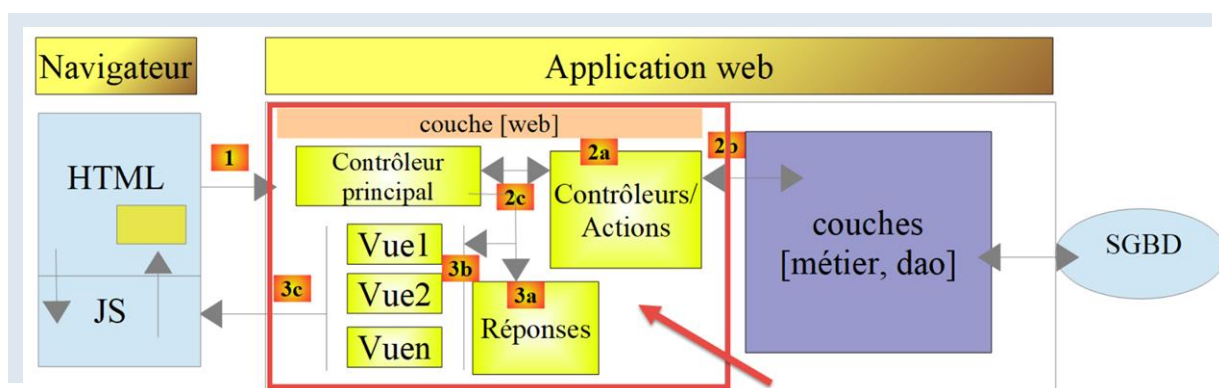 Navigateur
Application web
couche [web]
HTML
1
Contrôleur
principal
2a
2b
2c
Contrôleurs/
Actions
couches
[métier, dao]
SGBD
Vue1
Vue2
Vuen
3b
3a
Réponses
3c
JS